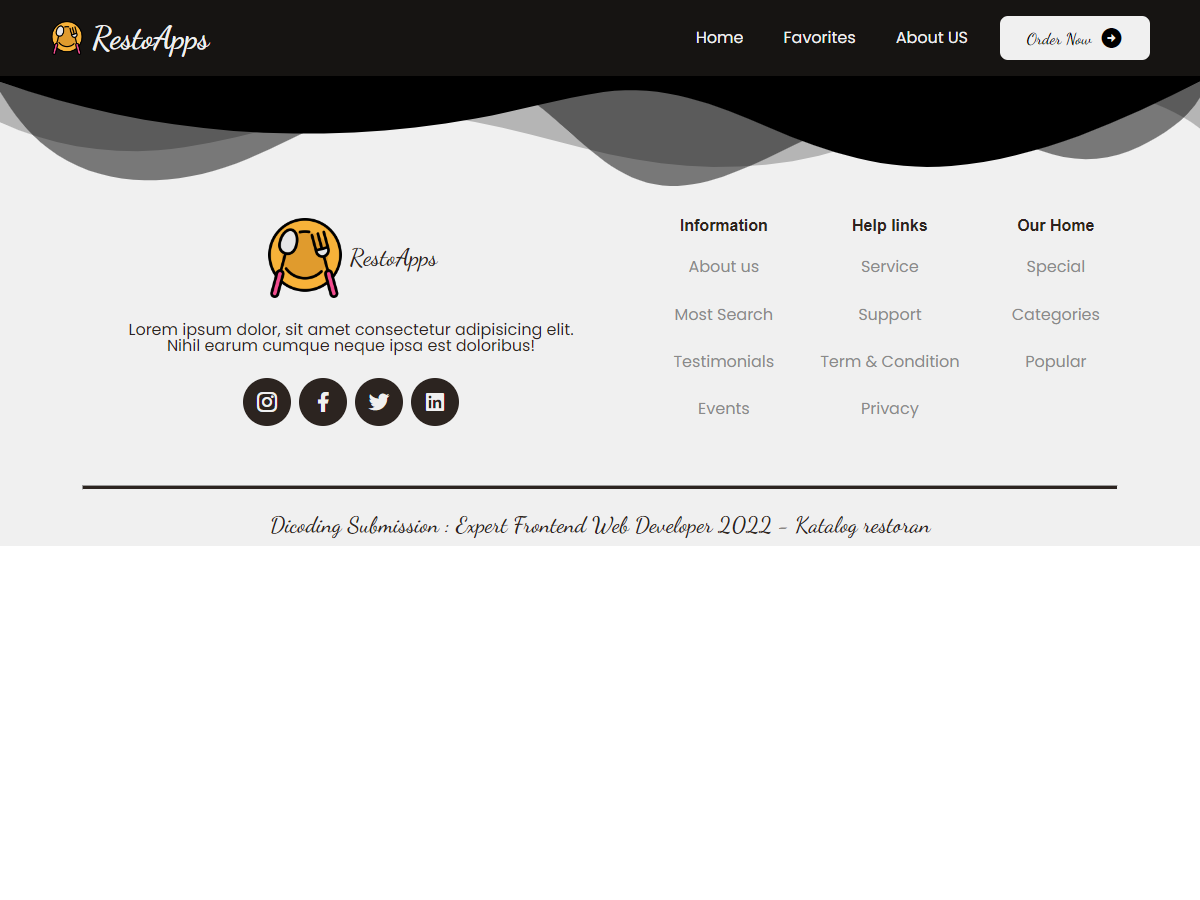 RestoApps
Home Favorites About US Order Now
RestoApps
Lorem ipsum dolor, sit amet consectetur adipisicing elit.
Nihil earum cumque neque ipsa est doloribus!
Information
About us
Most Search
Testimonials
Events
Help links
Service
Support
Term & Condition
Privacy
Our Home
Special
Categories
Popular
Dicoding Submission : Expert Frontend Web Developer 2022 - Katalog restoran